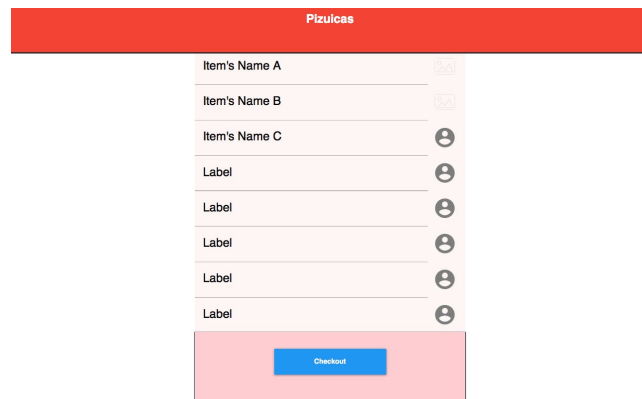 Pizuicas
Item's Name A
Item's Name B
Item's Name C
Label
Label
Label
Label
Label
Checkout